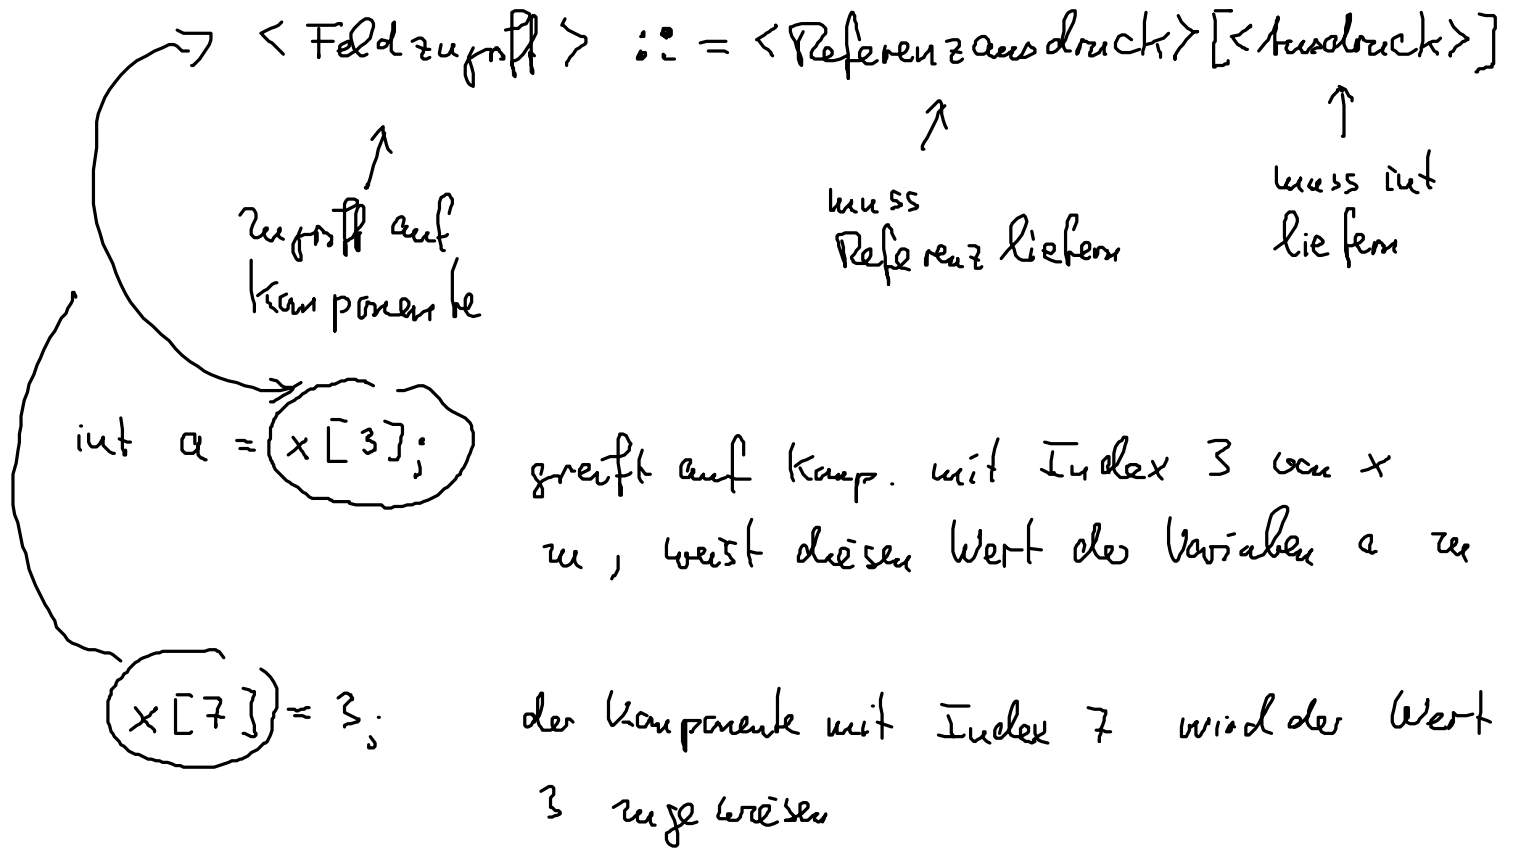 <Feldzugriff> ::= <Referenzausdruck>[<Ausdruck>]
Zugriff auf
Komponente
muss
Referenz liefern
muss int
liefern
int a = x[3];
greift auf Komp. mit Index 3 von x
zu, weist diesen Wert der Variablen a zu
x[7] = 3;
der Komponente mit Index 7 wird der Wert
3 zugewiesen